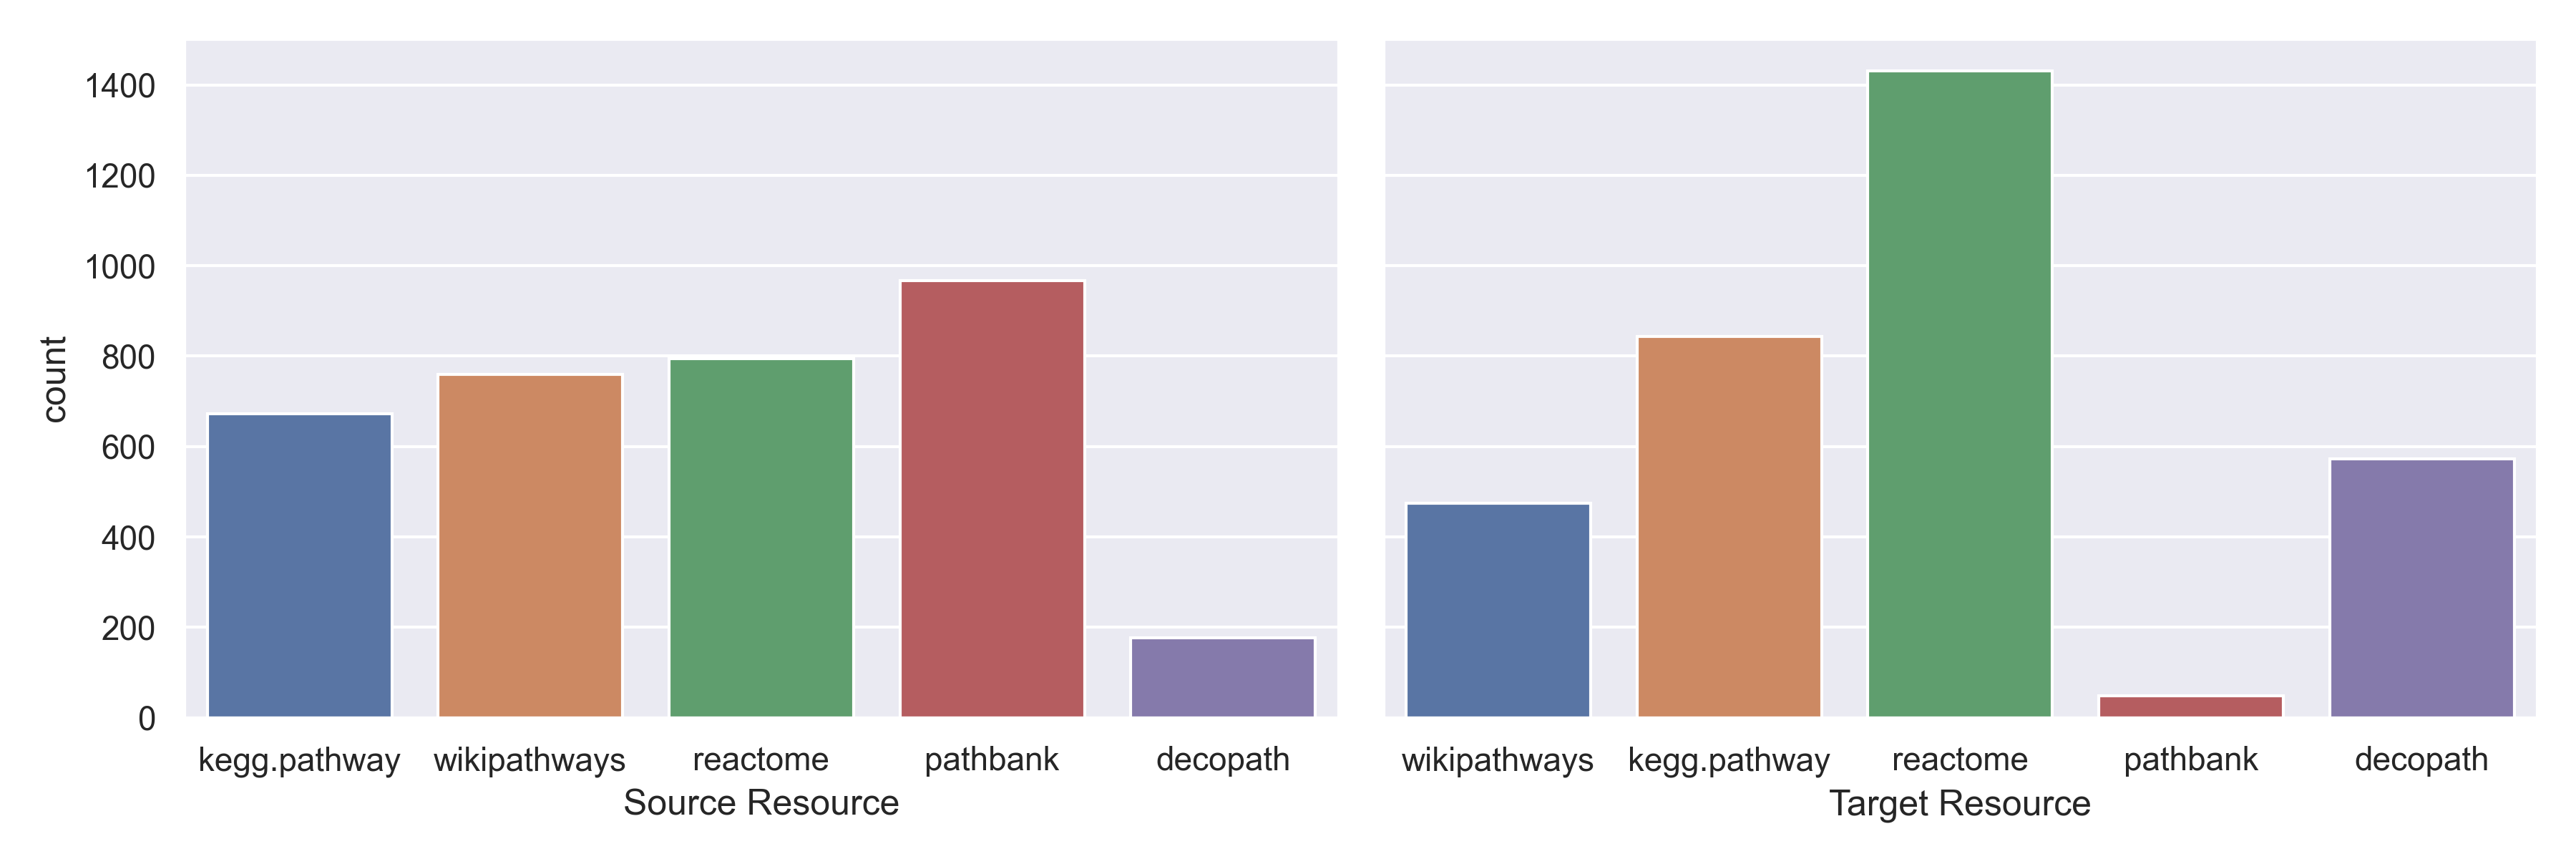 1400
1200
1000
800
600
400
200
0
count
kegg.pathway wikipathways reactome pathbank decopath
Source Resource
wikipathways kegg.pathway reactome pathbank decopath
Target Resource